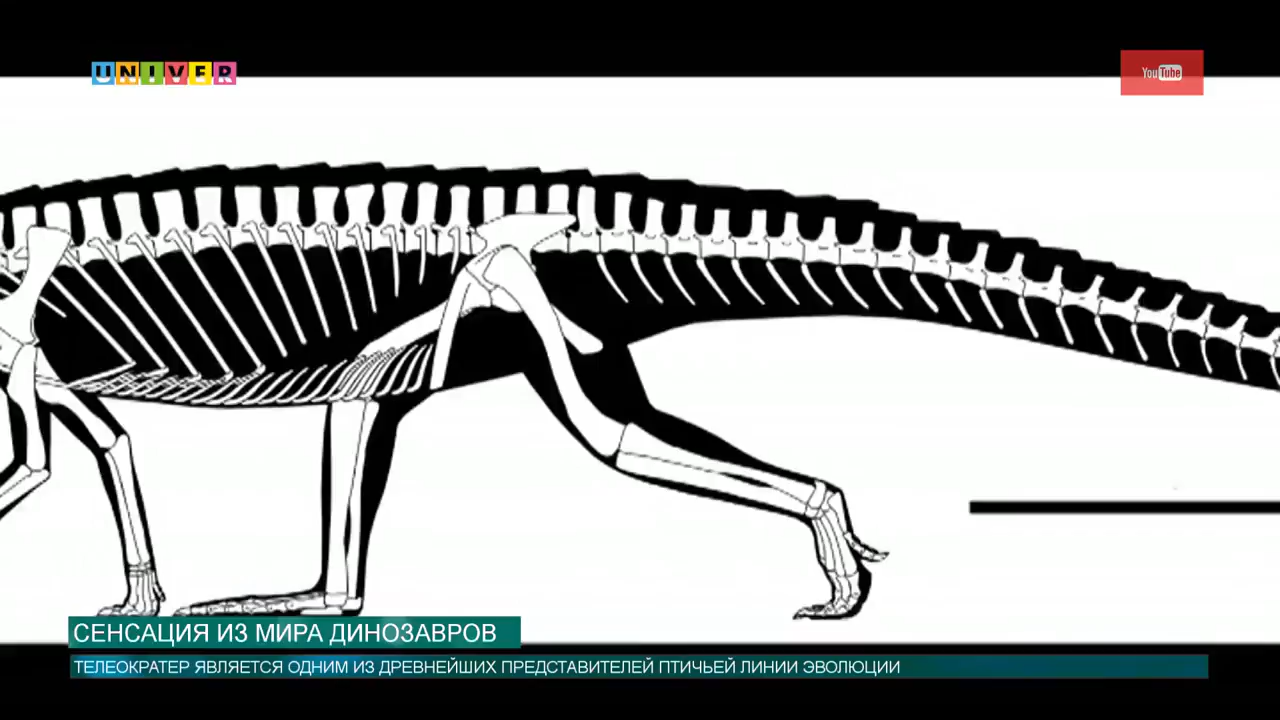 UNIVER
YouTube
СЕНСАЦИЯ ИЗ МИРА ДИНОЗАВРОВ
ТЕЛЕОКРАТЕР ЯВЛЯЕТСЯ ОДНИМ ИЗ ДРЕВНЕЙШИХ ПРЕДСТАВИТЕЛЕЙ ПТИЧЬЕЙ ЛИНИИ ЭВОЛЮЦИИ